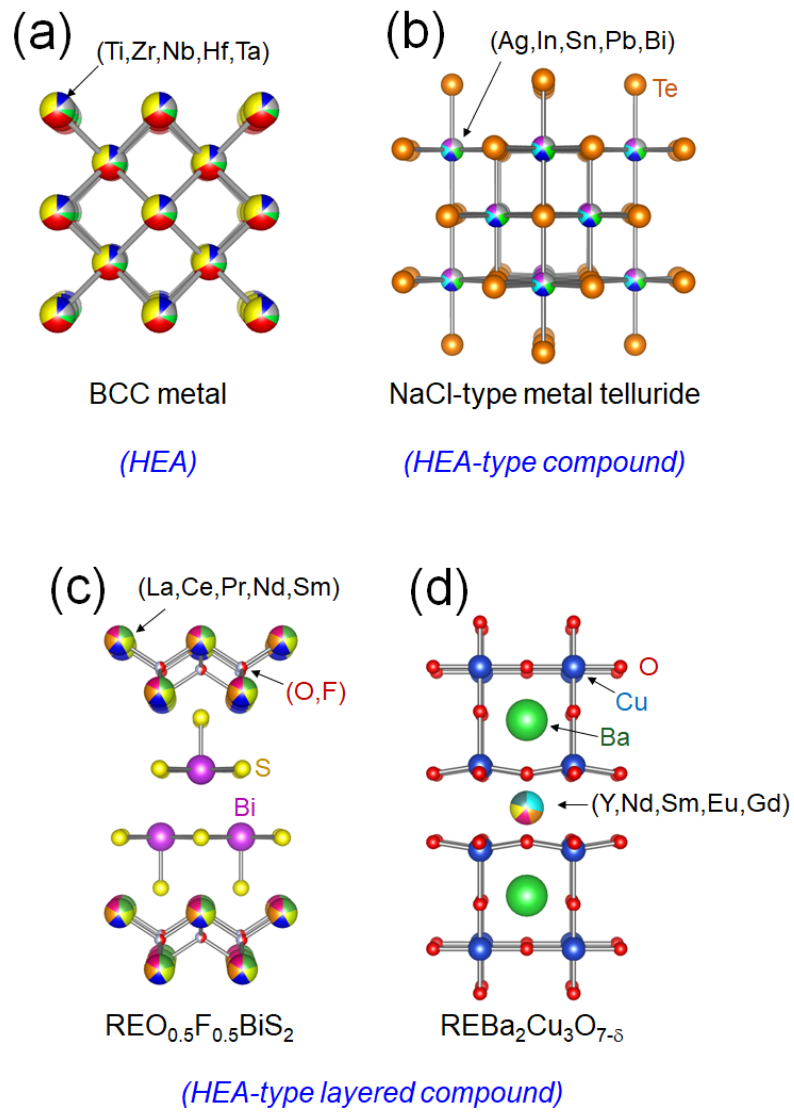 (a)
(Ti,Zr,Nb,Hf,Ta)
BCC metal
(HEA)
(b)
(Ag,In,Sn,Pb,Bi)
Te
NaCl-type metal telluride
(HEA-type compound)
(c)
(La,Ce,Pr,Nd,Sm)
(O,F)
S
Bi
REO₀.₅F₀.₅BiS₂
(d)
O
Cu
Ba
(Y,Nd,Sm,Eu,Gd)
REBa₂Cu₃O₇₋δ
(HEA-type layered compound)